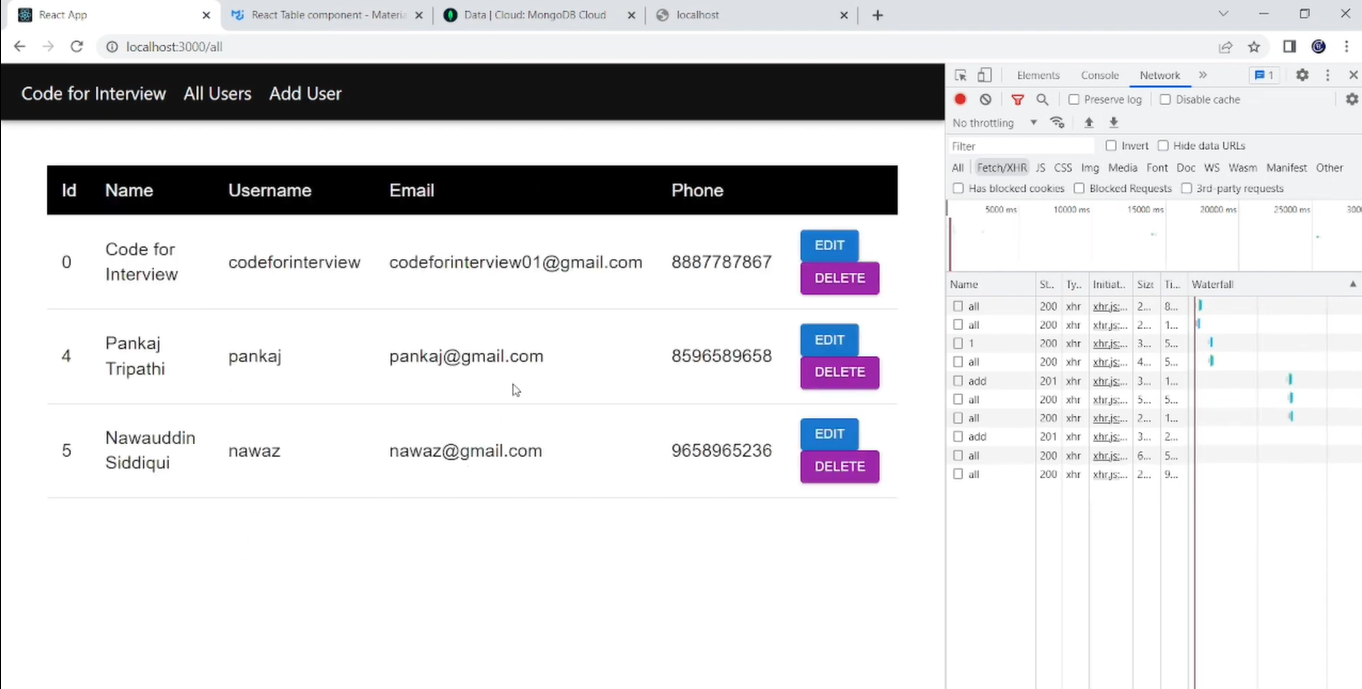 React App
React Table component - Materia
Data | Cloud: MongoDB Cloud
localhost
localhost:3000/all
Code for Interview All Users Add User
Id Name Username Email Phone
0 Code for Interview codeforinterview codeforinterview01@gmail.com 8887787867
EDIT
DELETE
4 Pankaj Tripathi pankaj pankaj@gmail.com 8596589658
EDIT
DELETE
5 Nawauddin Siddiqui nawaz nawaz@gmail.com 9658965236
EDIT
DELETE
Elements Console Network » 1
Preserve log Disable cache
No throttling
Filter Invert Hide data URLs
All Fetch/XHR JS CSS Img Media Font Doc WS Wasm Manifest Other
Has blocked cookies Blocked Requests 3rd-party requests
5000 ms 10000 ms 15000 ms 20000 ms 25000 ms 300
Name St.. Ty.. Initiat.. Size Ti... Waterfall
all 200 xhr xhr.js:... 2... 8...
all 200 xhr xhr.js:... 2... 1...
1 200 xhr xhr.js:... 3... 5...
all 200 xhr xhr.js:... 4... 5...
add 201 xhr xhr.js:... 3... 1...
all 200 xhr xhr.js:... 5... 5...
all 200 xhr xhr.js:... 2... 1...
add 201 xhr xhr.js:... 3... 2...
all 200 xhr xhr.js:... 6... 5...
all 200 xhr xhr.js:... 2... 9...